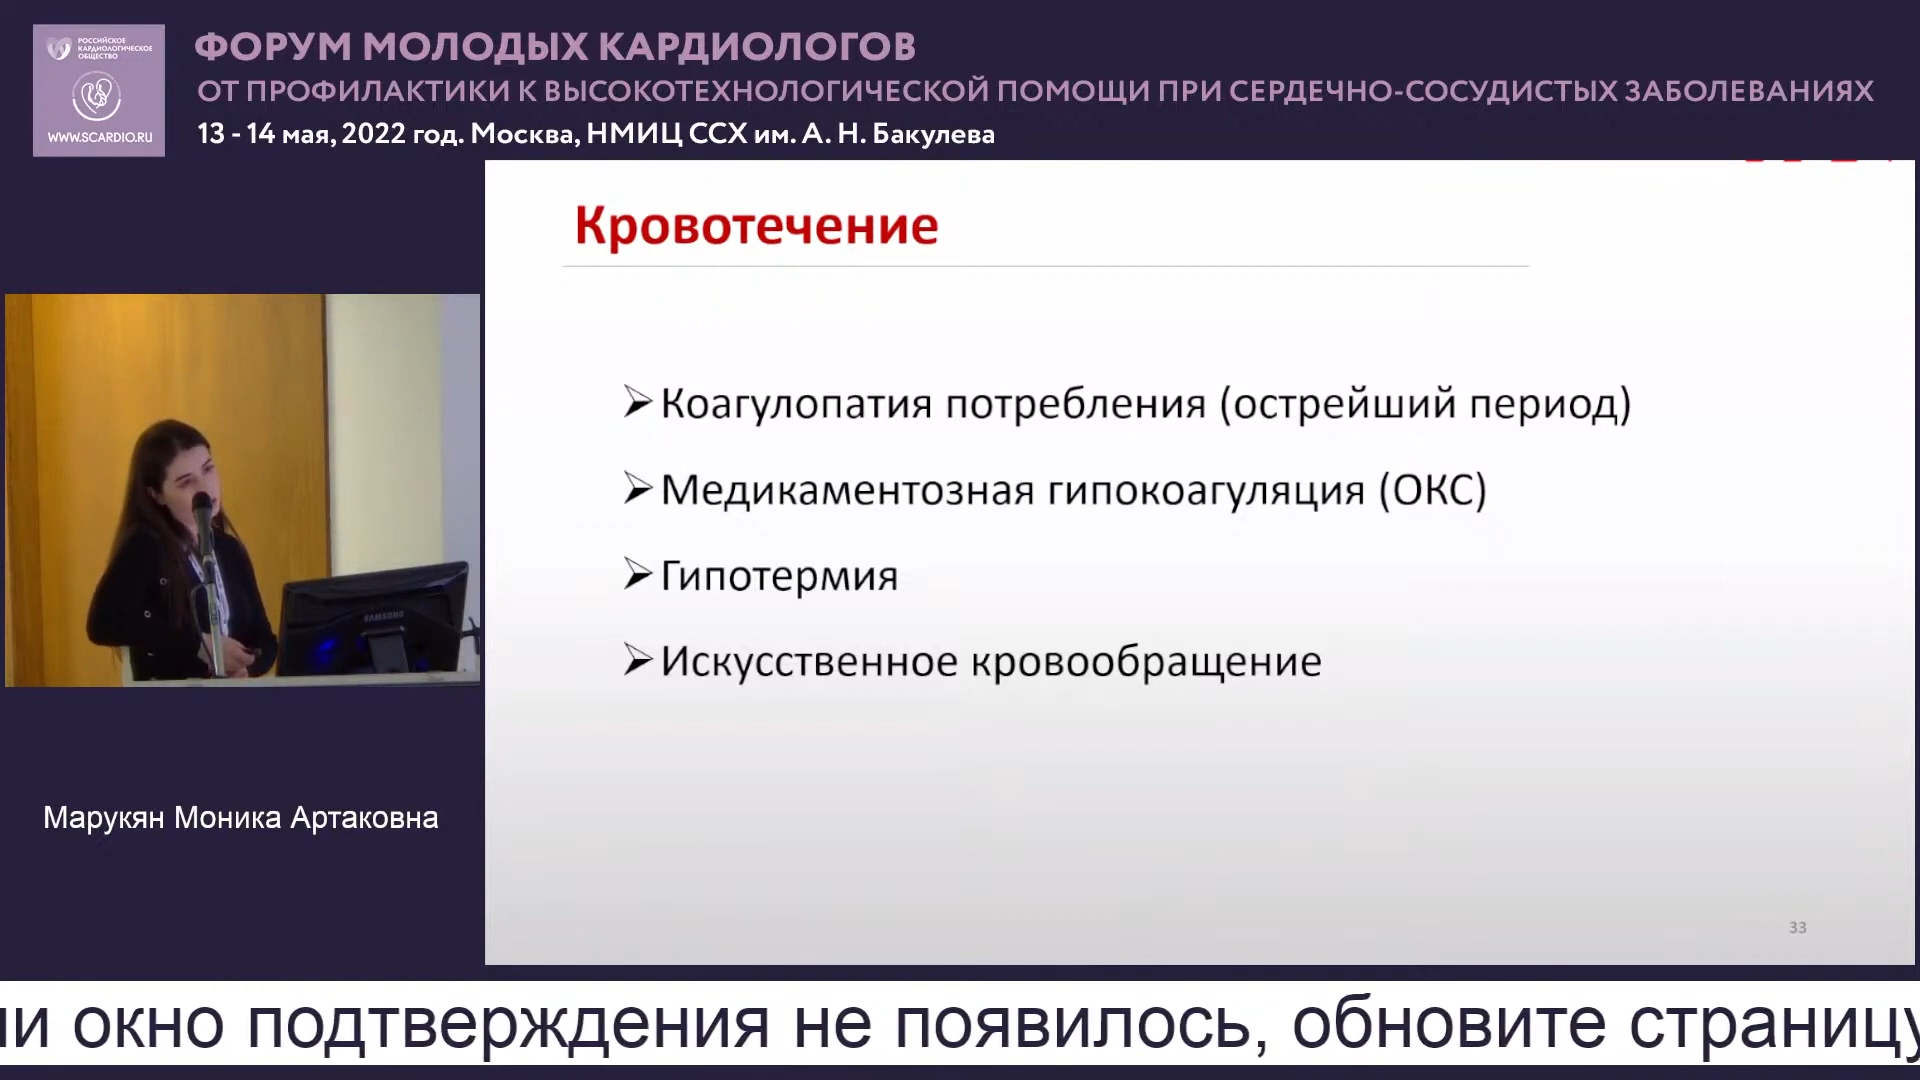 РОССИЙСКОЕ
КАРДИОЛОГИЧЕСКОЕ
ОБЩЕСТВО
WWW.SCARDIO.RU
ФОРУМ МОЛОДЫХ КАРДИОЛОГОВ
ОТ ПРОФИЛАКТИКИ К ВЫСОКОТЕХНОЛОГИЧЕСКОЙ ПОМОЩИ ПРИ СЕРДЕЧНО-СОСУДИСТЫХ ЗАБОЛЕВАНИЯХ
13 - 14 мая, 2022 год. Москва, НМИЦ ССХ им. А. Н. Бакулева
Кровотечение
Коагулопатия потребления (острейший период)
Медикаментозная гипокоагуляция (ОКС)
Гипотермия
Искусственное кровообращение
33
SAMSUNG
Марукян Моника Артаковна
окно подтверждения не появилось, обновите страницу